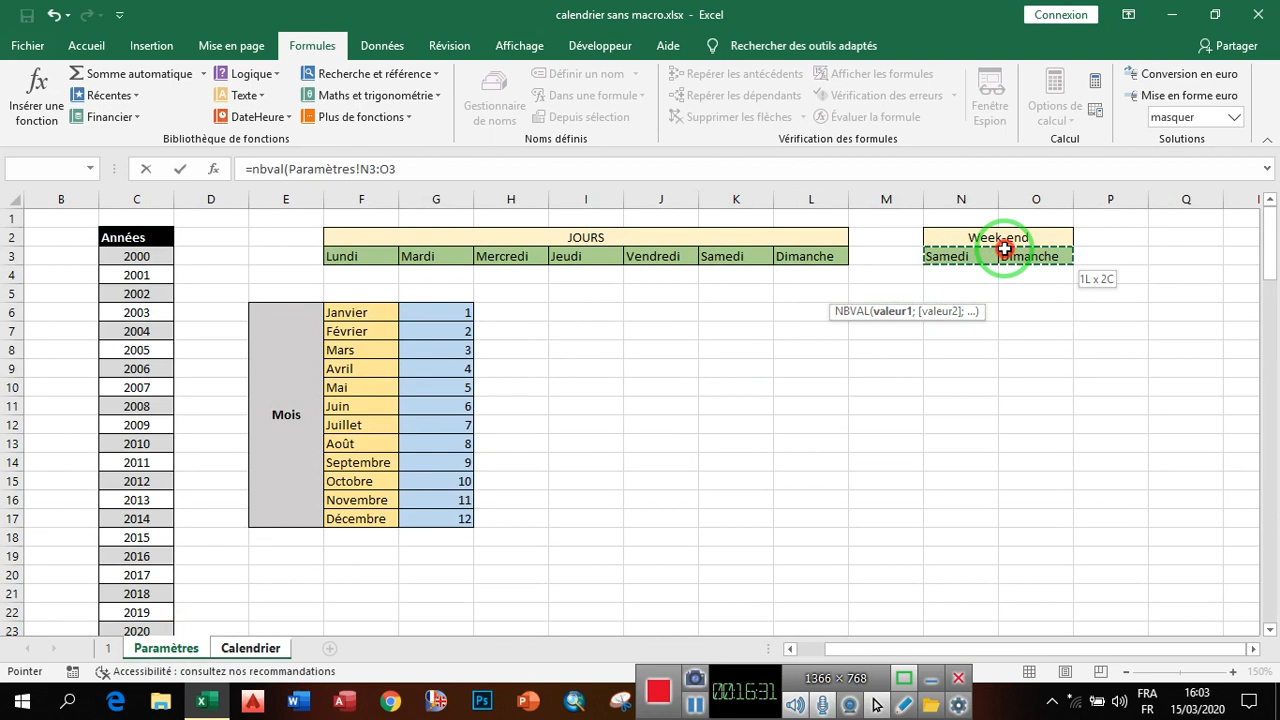 calendrier sans macro.xlsx - Excel
Connexion
Fichier Accueil Insertion Mise en page Formules Données Révision Affichage Développeur Aide Rechercher des outils adaptés Partager
Insérer une fonction
Somme automatique
Récentes
Financier
Logique
Texte
DateHeure
Recherche et référence
Maths et trigonométrie
Plus de fonctions
Bibliothèque de fonctions
Gestionnaire de noms
Définir un nom
Dans une formule
Depuis sélection
Noms définis
Repérer les antécédents
Repérer les dépendants
Supprimer les flèches
Afficher les formules
Vérification des erreurs
Évaluer la formule
Fenêtre Espion
Vérification des formules
Options de calcul
Calcul
Conversion en euro
Mise en forme euro
masquer
Solutions
fx =nbval(Paramètres!N3:O3
B C D E F G H I J K L M N O P Q R
1
2 Années JOURS Week-end
3 2000 Lundi Mardi Mercredi Jeudi Vendredi Samedi Dimanche Samedi Dimanche
1L x 2C
4 2001
5 2002
6 2003 Janvier 1
NBVAL(valeur1; [valeur2]; ...)
7 2004 Février 2
8 2005 Mars 3
9 2006 Avril 4
10 2007 Mai 5
11 2008 Juin 6
Mois
12 2009 Juillet 7
13 2010 Août 8
14 2011 Septembre 9
15 2012 Octobre 10
16 2013 Novembre 11
17 2014 Décembre 12
18 2015
19 2016
20 2017
21 2018
22 2019
23 2020
1 Paramètres Calendrier
Pointer Accessibilité : consultez nos recommandations 150%
00:16:31
1366 × 768
FRA FR
16:03
15/03/2020